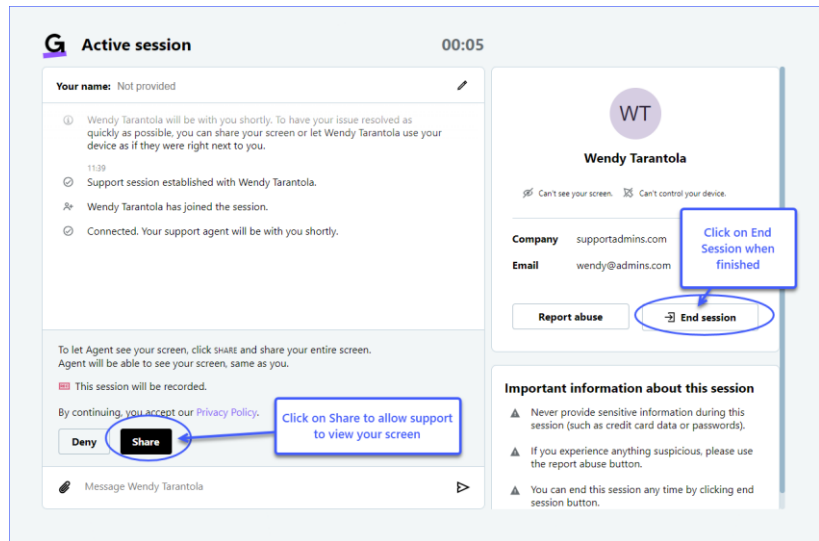 G Active session 00:05
Your name: Not provided
Wendy Tarantola will be with you shortly. To have your issue resolved as
quickly as possible, you can share your screen or let Wendy Tarantola use your
device as if they were right next to you.
11:39
Support session established with Wendy Tarantola.
Wendy Tarantola has joined the session.
Connected. Your support agent will be with you shortly.
To let Agent see your screen, click SHARE and share your entire screen.
Agent will be able to see your screen, same as you.
This session will be recorded.
By continuing, you accept our Privacy Policy.
Deny
Share
Click on Share to allow support
to view your screen
Message Wendy Tarantola
WT
Wendy Tarantola
Can't see your screen. Can't control your device.
Company supportadmins.com
Email wendy@admins.com
Click on End
Session when
finished
Report abuse
End session
Important information about this session
Never provide sensitive information during this
session (such as credit card data or passwords).
If you experience anything suspicious, please use
the report abuse button.
You can end this session any time by clicking end
session button.